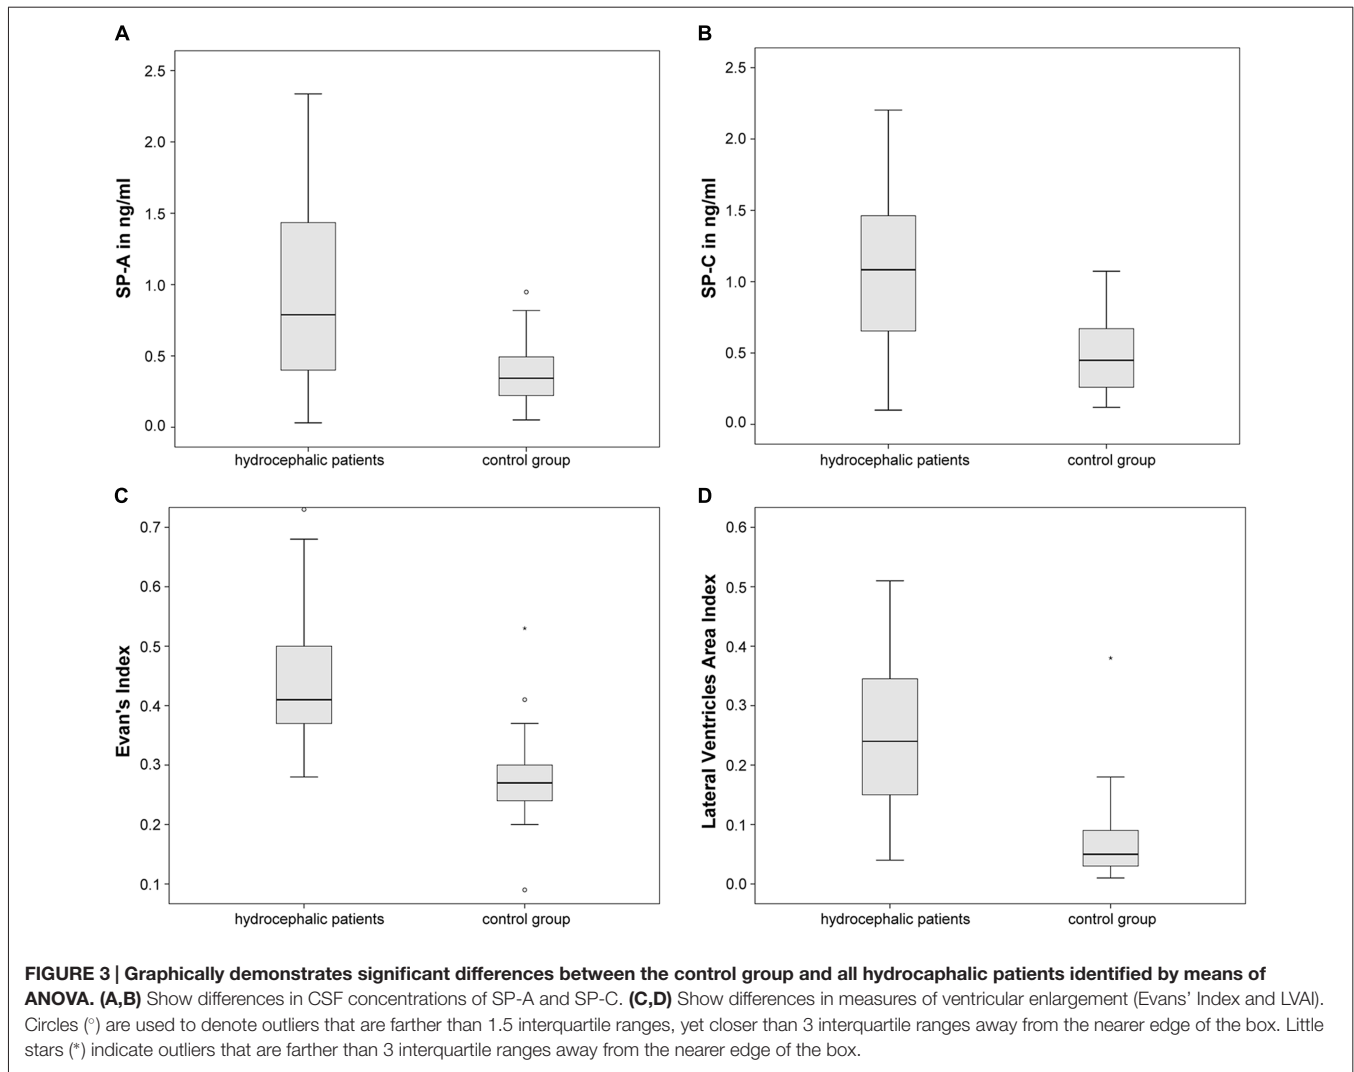 A
SP-A in ng/ml
2.5
2.0
1.5
1.0
0.5
0.0
hydrocephalic patients
control group
B
SP-C in ng/ml
2.5
2.0
1.5
1.0
0.5
0.0
hydrocephalic patients
control group
C
Evan's Index
0.7
0.6
0.5
0.4
0.3
0.2
0.1
hydrocephalic patients
control group
D
Lateral Ventricles Area Index
0.6
0.5
0.4
0.3
0.2
0.1
0.0
hydrocephalic patients
control group
FIGURE 3 | Graphically demonstrates significant differences between the control group and all hydrocaphalic patients identified by means of
ANOVA. (A,B) Show differences in CSF concentrations of SP-A and SP-C. (C,D) Show differences in measures of ventricular enlargement (Evans’ Index and LVAI).
Circles (°) are used to denote outliers that are farther than 1.5 interquartile ranges, yet closer than 3 interquartile ranges away from the nearer edge of the box. Little
stars (*) indicate outliers that are farther than 3 interquartile ranges away from the nearer edge of the box.